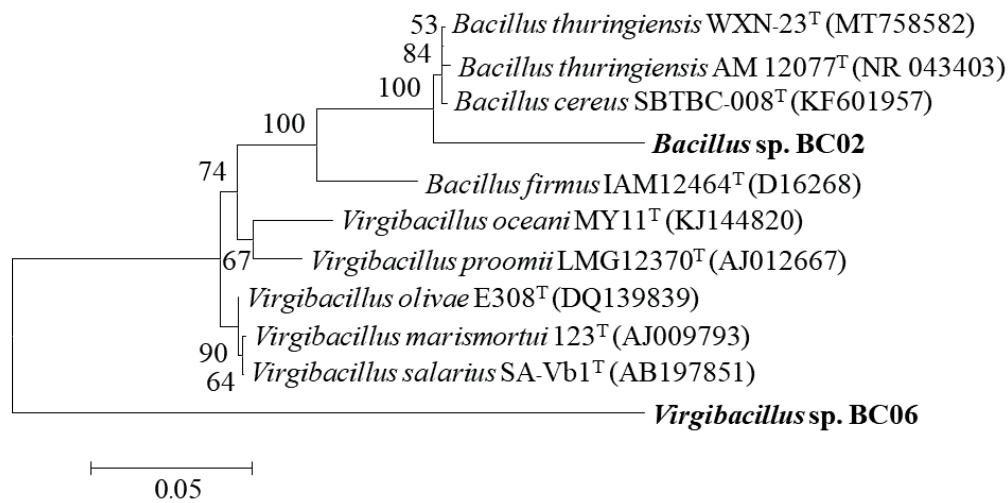 53 Bacillus thuringiensis WXN-23ᵀ (MT758582)
84
Bacillus thuringiensis AM 12077ᵀ (NR 043403)
100 Bacillus cereus SBTBC-008ᵀ (KF601957)
100
Bacillus sp. BC02
74
Bacillus firmus IAM12464ᵀ (D16268)
Virgibacillus oceani MY11ᵀ (KJ144820)
67 Virgibacillus proomii LMG12370ᵀ (AJ012667)
Virgibacillus olivae E308ᵀ (DQ139839)
Virgibacillus marismortui 123ᵀ (AJ009793)
90
64 Virgibacillus salarius SA-Vb1ᵀ (AB197851)
Virgibacillus sp. BC06
0.05